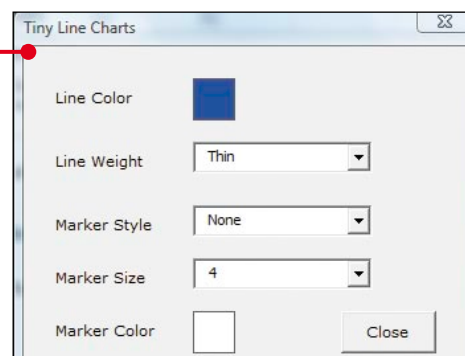 Tiny Line Charts
Line Color
Line Weight Thin
Marker Style None
Marker Size 4
Marker Color Close